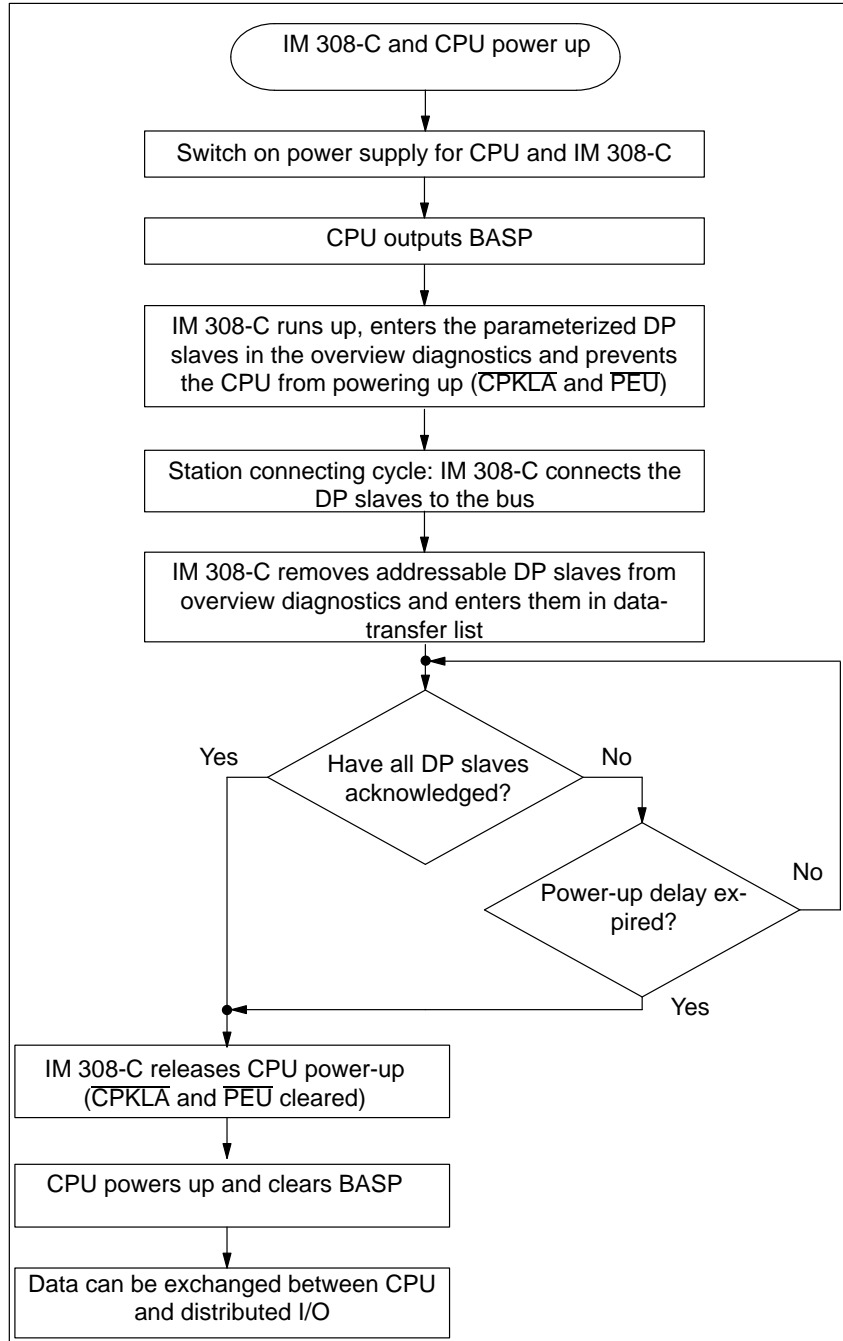 IM 308-C and CPU power up
Switch on power supply for CPU and IM 308-C
CPU outputs BASP
IM 308-C runs up, enters the parameterized DP
slaves in the overview diagnostics and prevents
the CPU from powering up (C̅P̅K̅L̅A̅ and P̅E̅U̅)
Station connecting cycle: IM 308-C connects the
DP slaves to the bus
IM 308-C removes addressable DP slaves from
overview diagnostics and enters them in data-
transfer list
Yes
Have all DP slaves
acknowledged?
No
Power-up delay ex-
pired?
No
Yes
IM 308-C releases CPU power-up
(C̅P̅K̅L̅A̅ and P̅E̅U̅ cleared)
CPU powers up and clears BASP
Data can be exchanged between CPU
and distributed I/O